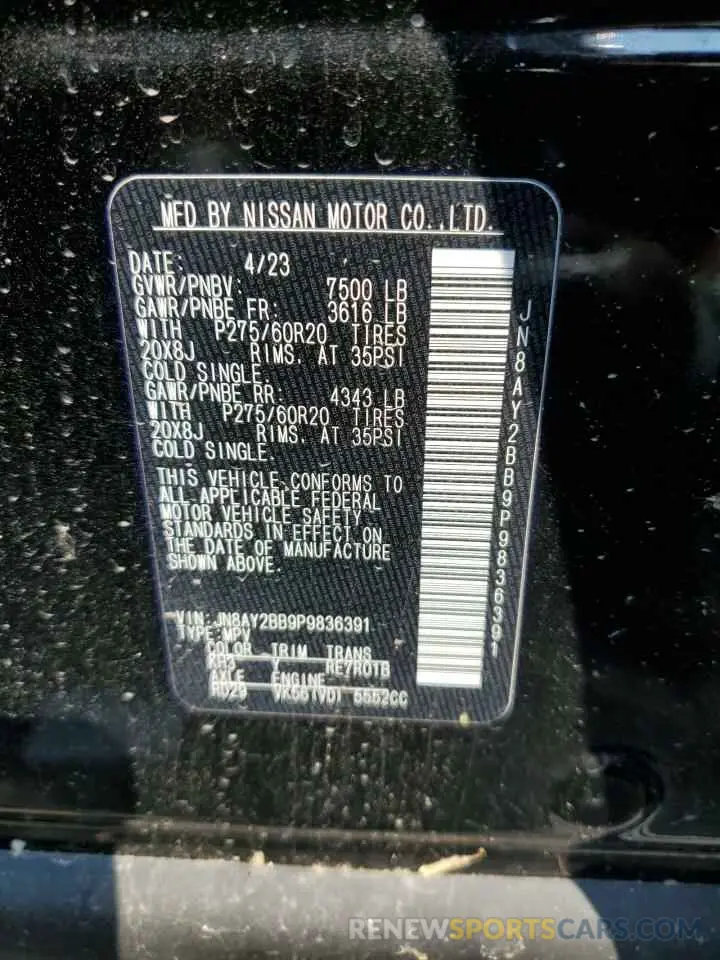 MFD BY NISSAN MOTOR CO.,LTD.
DATE: 4/23
GVWR/PNBV: 7500 LB
GAWR/PNBE FR: 3616 LB
WITH P275/60R20 TIRES
20X8J RIMS. AT 35PSI
COLD SINGLE.
GAWR/PNBE RR: 4343 LB
WITH P275/60R20 TIRES
20X8J RIMS. AT 35PSI
COLD SINGLE.
THIS VEHICLE CONFORMS TO
ALL APPLICABLE FEDERAL
MOTOR VEHICLE SAFETY
STANDARDS IN EFFECT ON
THE DATE OF MANUFACTURE
SHOWN ABOVE.
VIN: JN8AY2BB9P9836391
TYPE: MPV
COLOR TRIM TRANS
KH3 Y RE7R01B
AXLE ENGINE
RD29 VK56(VD) 5552CC
JN8AY2BB9P9836391
RENEWSPORTSCARS.COM